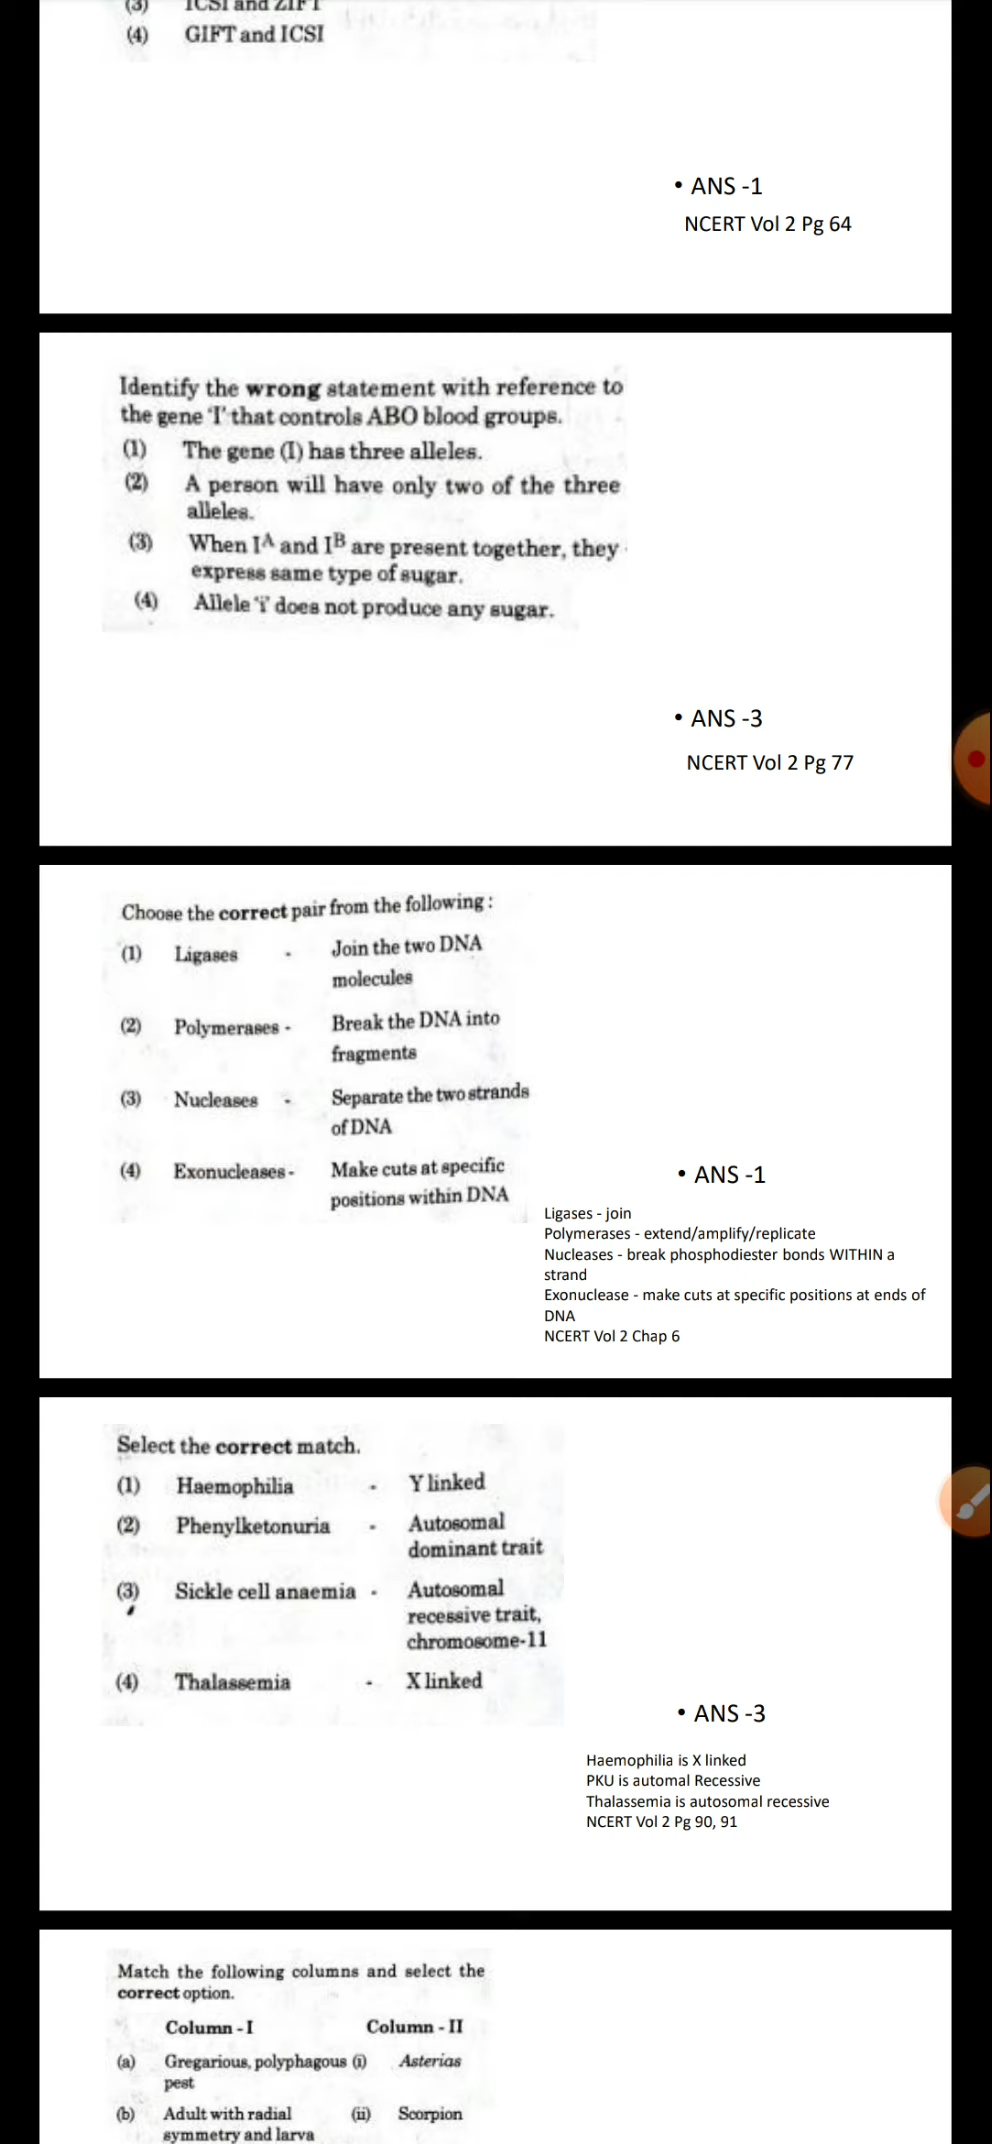 (3) ICSI and ZIFT
(4) GIFT and ICSI
• ANS -1
NCERT Vol 2 Pg 64
Identify the wrong statement with reference to
the gene 'I' that controls ABO blood groups.
(1) The gene (I) has three alleles.
(2) A person will have only two of the three
alleles.
(3) When Iᴬ and Iᴮ are present together, they
express same type of sugar.
(4) Allele 'i' does not produce any sugar.
• ANS -3
NCERT Vol 2 Pg 77
Choose the correct pair from the following :
(1) Ligases - Join the two DNA
molecules
(2) Polymerases - Break the DNA into
fragments
(3) Nucleases - Separate the two strands
of DNA
(4) Exonucleases - Make cuts at specific
positions within DNA
• ANS -1
Ligases - join
Polymerases - extend/amplify/replicate
Nucleases - break phosphodiester bonds WITHIN a
strand
Exonuclease - make cuts at specific positions at ends of
DNA
NCERT Vol 2 Chap 6
Select the correct match.
(1) Haemophilia - Y linked
(2) Phenylketonuria - Autosomal
dominant trait
(3) Sickle cell anaemia - Autosomal
recessive trait,
chromosome-11
(4) Thalassemia - X linked
• ANS -3
Haemophilia is X linked
PKU is automal Recessive
Thalassemia is autosomal recessive
NCERT Vol 2 Pg 90, 91
Match the following columns and select the
correct option.
Column - I Column - II
(a) Gregarious, polyphagous (i) Asterias
pest
(b) Adult with radial (ii) Scorpion
symmetry and larva